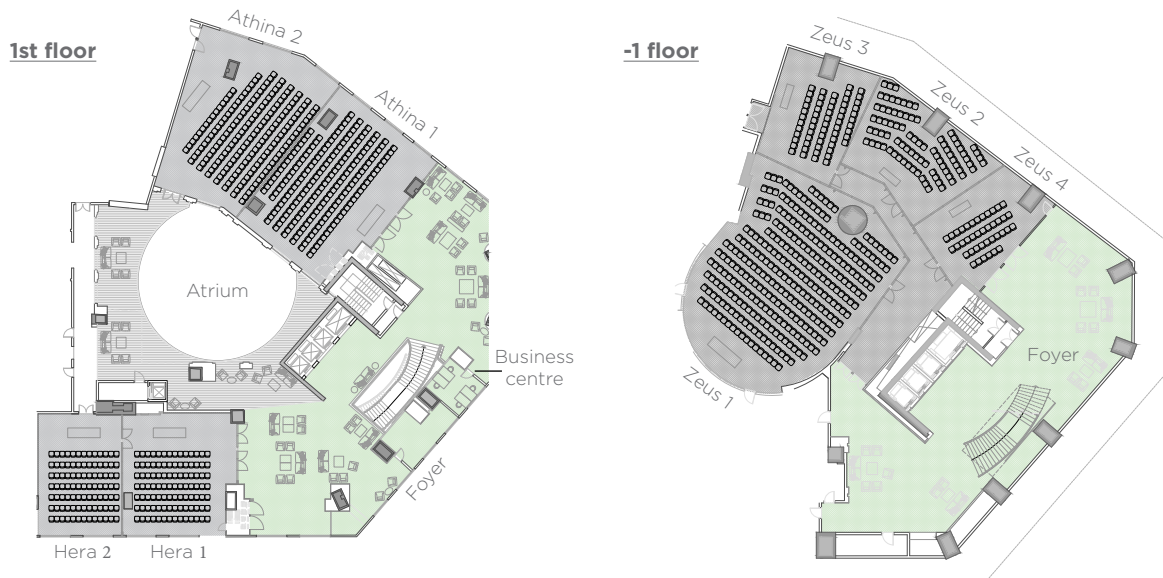 1st floor
Athina 2
Athina 1
Atrium
Business
centre
Foyer
Hera 2
Hera 1
-1 floor
Zeus 3
Zeus 2
Zeus 4
Foyer
Zeus 1